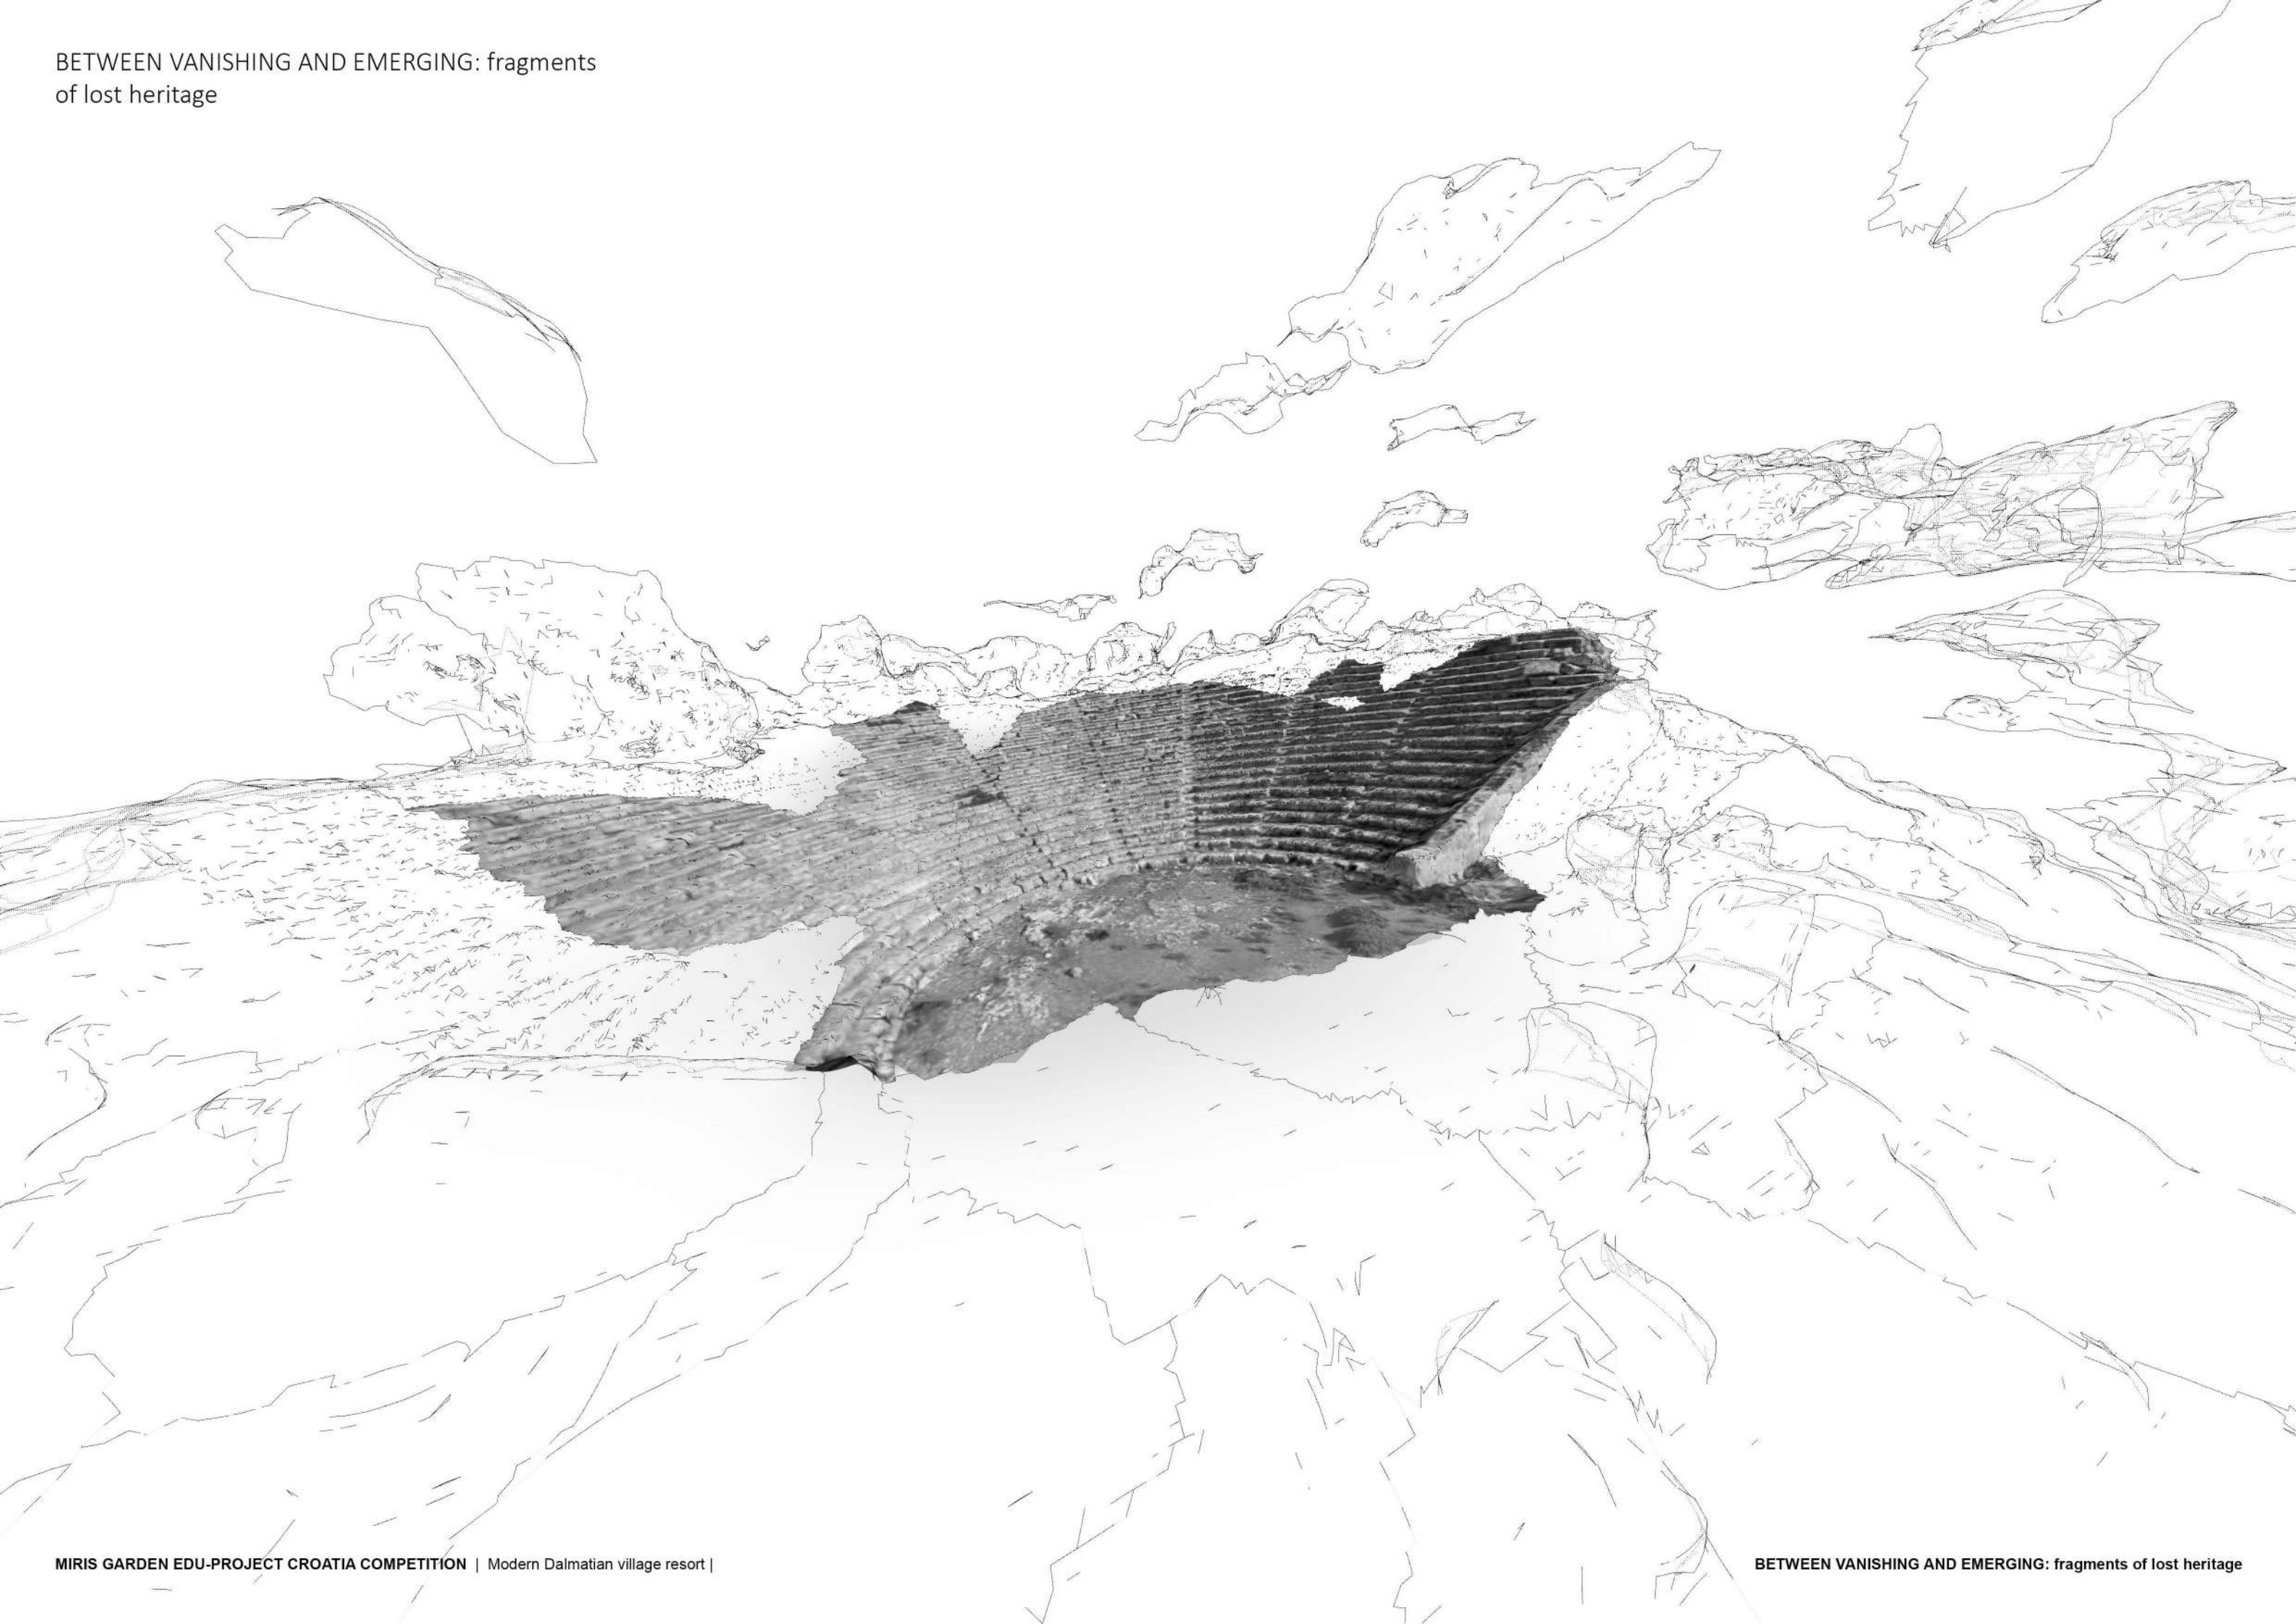 BETWEEN VANISHING AND EMERGING: fragments
of lost heritage
MIRIS GARDEN EDU-PROJECT CROATIA COMPETITION | Modern Dalmatian village resort |
BETWEEN VANISHING AND EMERGING: fragments of lost heritage